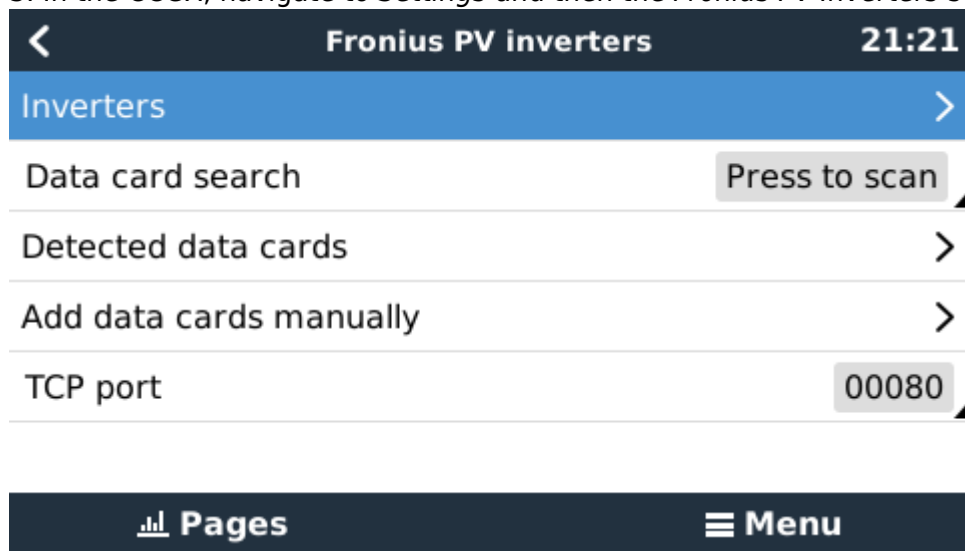 Fronius PV inverters 21:21
Inverters
Data card search Press to scan
Detected data cards
Add data cards manually
TCP port 00080
Pages Menu